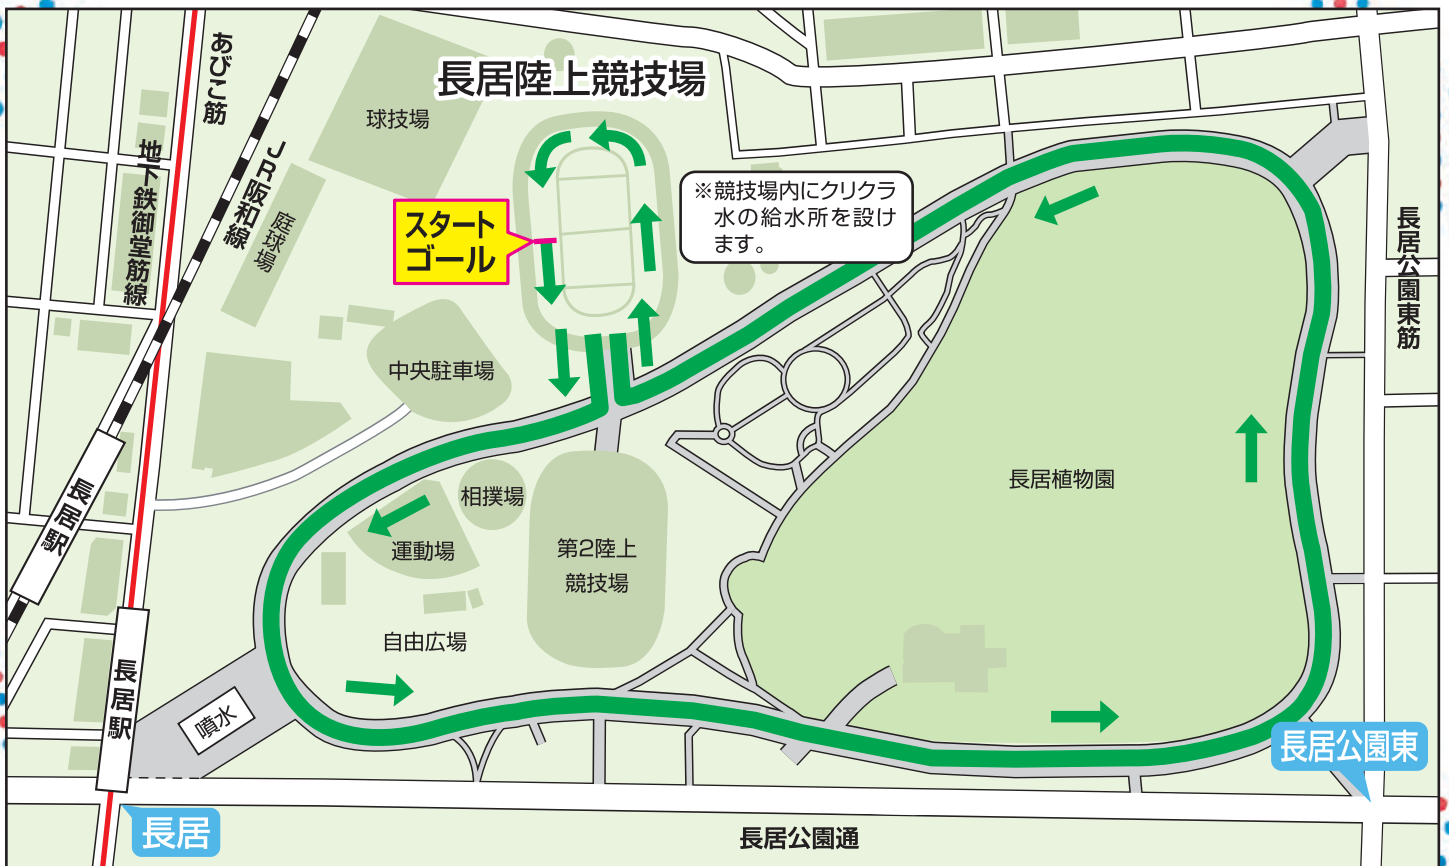 あびこ筋
長居陸上競技場
球技場
地下鉄御堂筋線
JR阪和線
庭球場
※競技場内にクリクラ
水の給水所を設け
ます。
スタート
ゴール
長居公園東筋
中央駐車場
長居植物園
相撲場
長居駅
運動場
第2陸上
競技場
自由広場
長居駅
噴水
長居公園東
長居
長居公園通